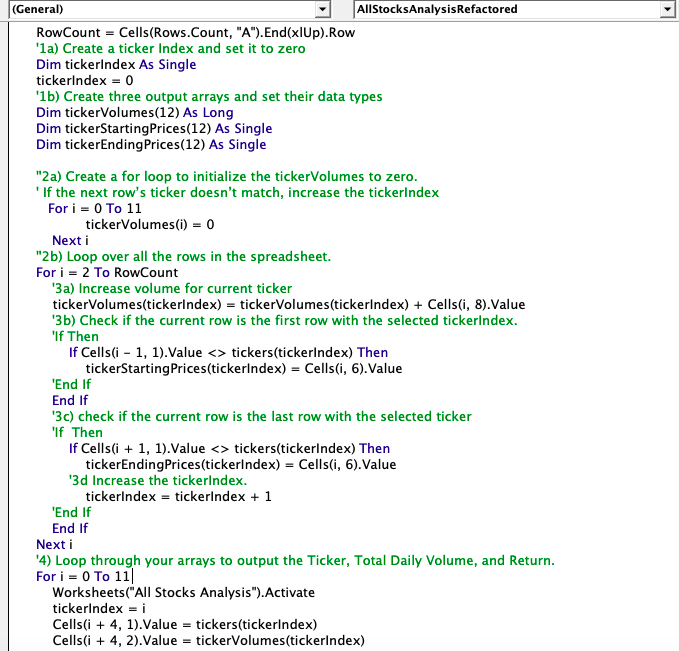 (General)
AllStocksAnalysisRefactored
RowCount = Cells(Rows.Count, "A").End(xlUp).Row
'1a) Create a ticker Index and set it to zero
Dim tickerIndex As Single
tickerIndex = 0
'1b) Create three output arrays and set their data types
Dim tickerVolumes(12) As Long
Dim tickerStartingPrices(12) As Single
Dim tickerEndingPrices(12) As Single
''2a) Create a for loop to initialize the tickerVolumes to zero.
' If the next row's ticker doesn't match, increase the tickerIndex
For i = 0 To 11
tickerVolumes(i) = 0
Next i
''2b) Loop over all the rows in the spreadsheet.
For i = 2 To RowCount
'3a) Increase volume for current ticker
tickerVolumes(tickerIndex) = tickerVolumes(tickerIndex) + Cells(i, 8).Value
'3b) Check if the current row is the first row with the selected tickerIndex.
'If Then
If Cells(i - 1, 1).Value <> tickers(tickerIndex) Then
tickerStartingPrices(tickerIndex) = Cells(i, 6).Value
'End If
End If
'3c) check if the current row is the last row with the selected ticker
'If  Then
If Cells(i + 1, 1).Value <> tickers(tickerIndex) Then
tickerEndingPrices(tickerIndex) = Cells(i, 6).Value
'3d Increase the tickerIndex.
tickerIndex = tickerIndex + 1
'End If
End If
Next i
'4) Loop through your arrays to output the Ticker, Total Daily Volume, and Return.
For i = 0 To 11
Worksheets("All Stocks Analysis").Activate
tickerIndex = i
Cells(i + 4, 1).Value = tickers(tickerIndex)
Cells(i + 4, 2).Value = tickerVolumes(tickerIndex)